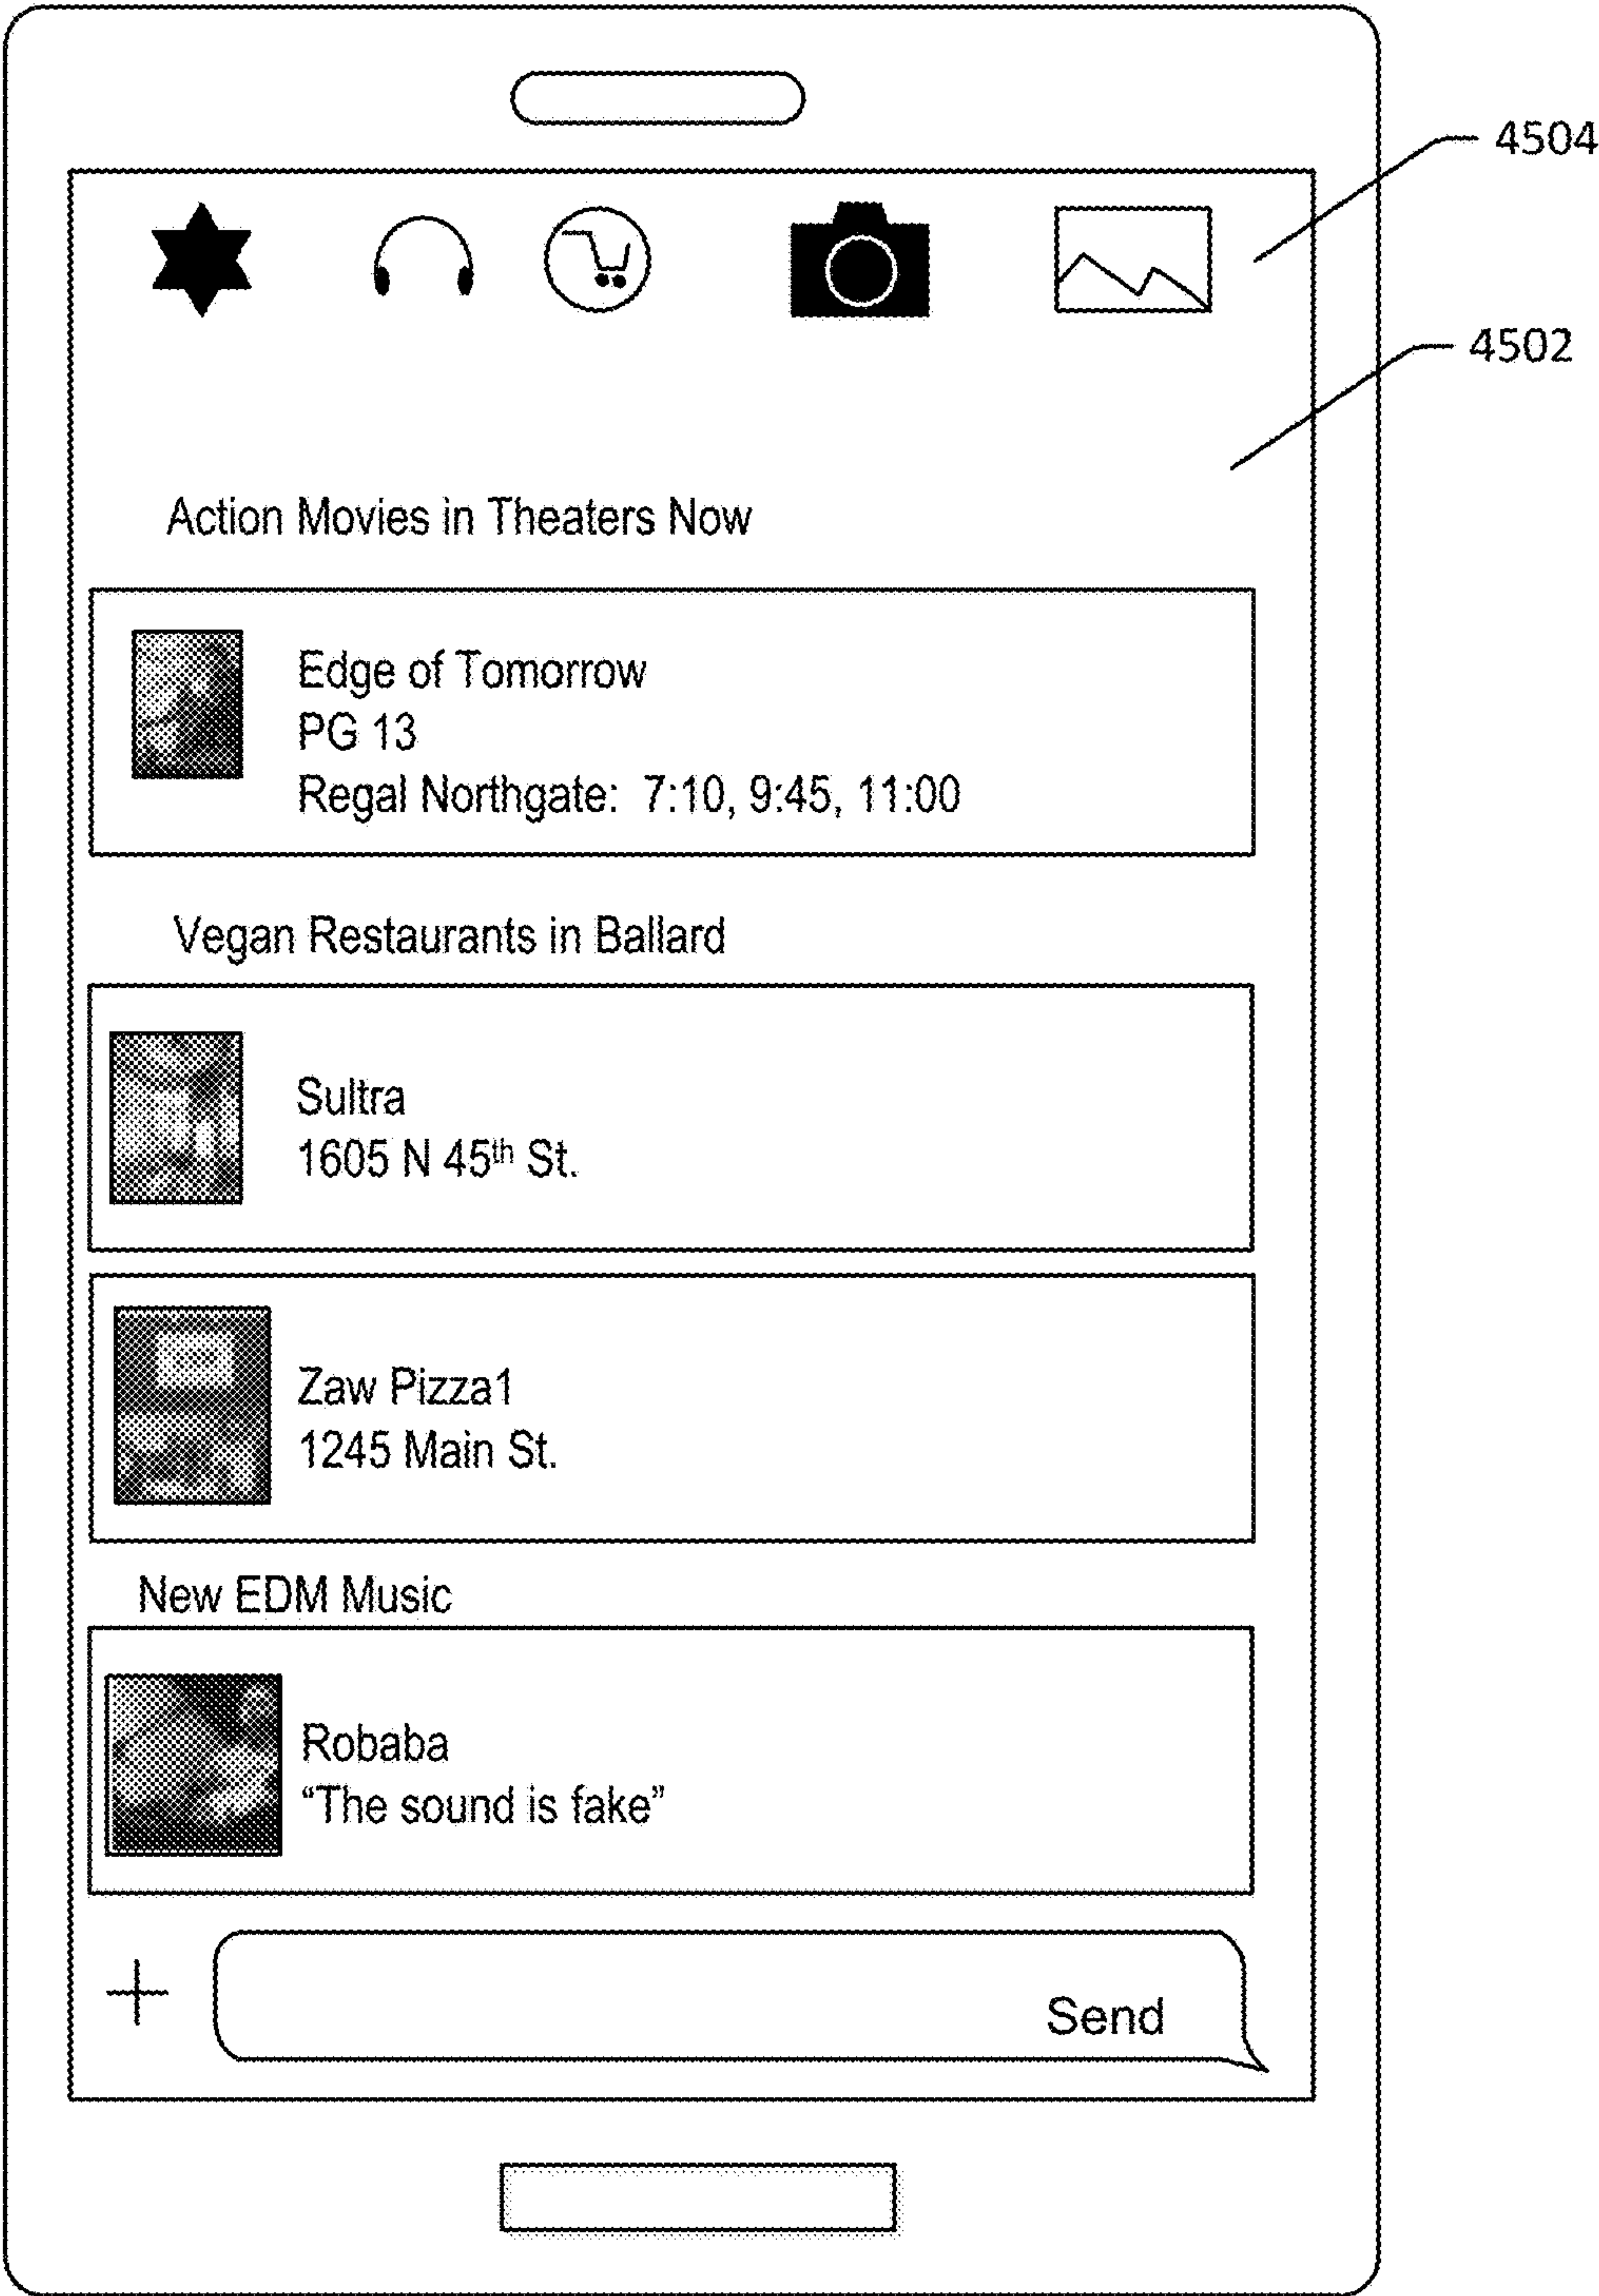 4504
4502
Action Movies in Theaters Now
Edge of Tomorrow
PG 13
Regal Northgate: 7:10, 9:45, 11:00
Vegan Restaurants in Ballard
Sultra
1605 N 45th St.
Zaw Pizza1
1245 Main St.
New EDM Music
Robaba
“The sound is fake”
Send